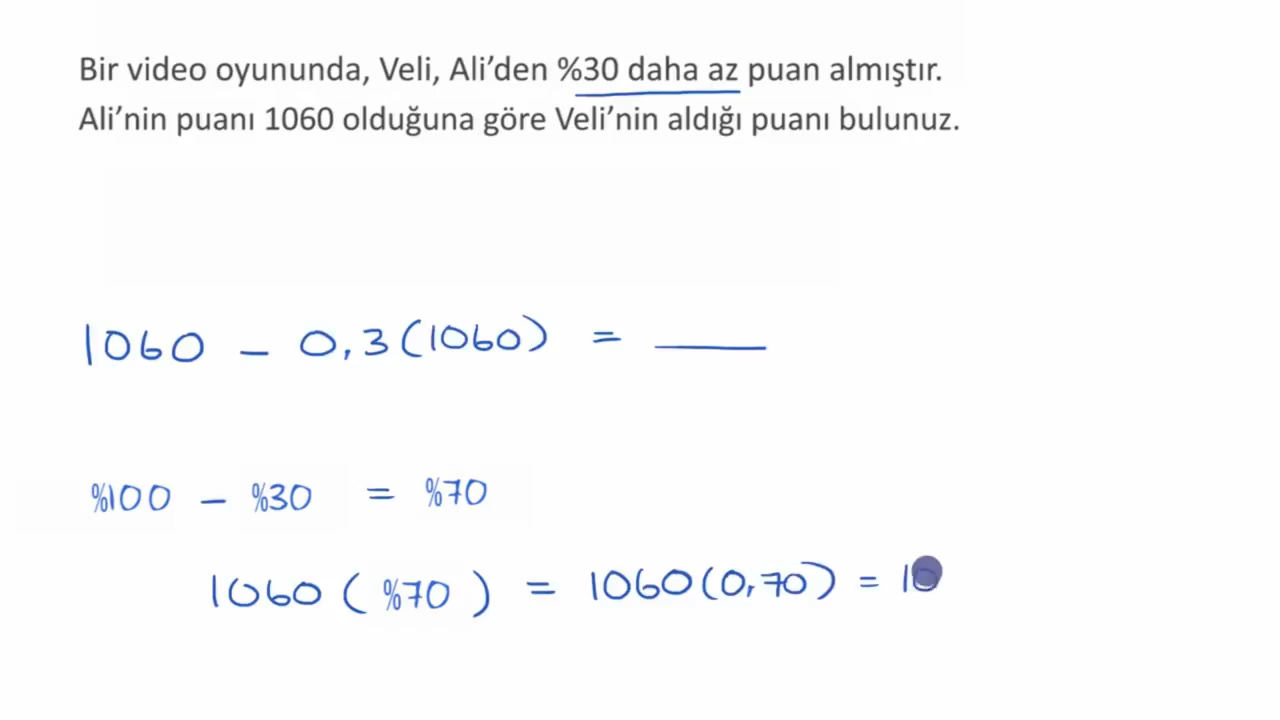 Bir video oyununda, Veli, Ali’den %30 daha az puan almıştır.
Ali’nin puanı 1060 olduğuna göre Veli’nin aldığı puanı bulunuz.
1060 – 0,3(1060) = ____
%100 – %30 = %70
1060 ( %70 ) = 1060(0,70) = 10